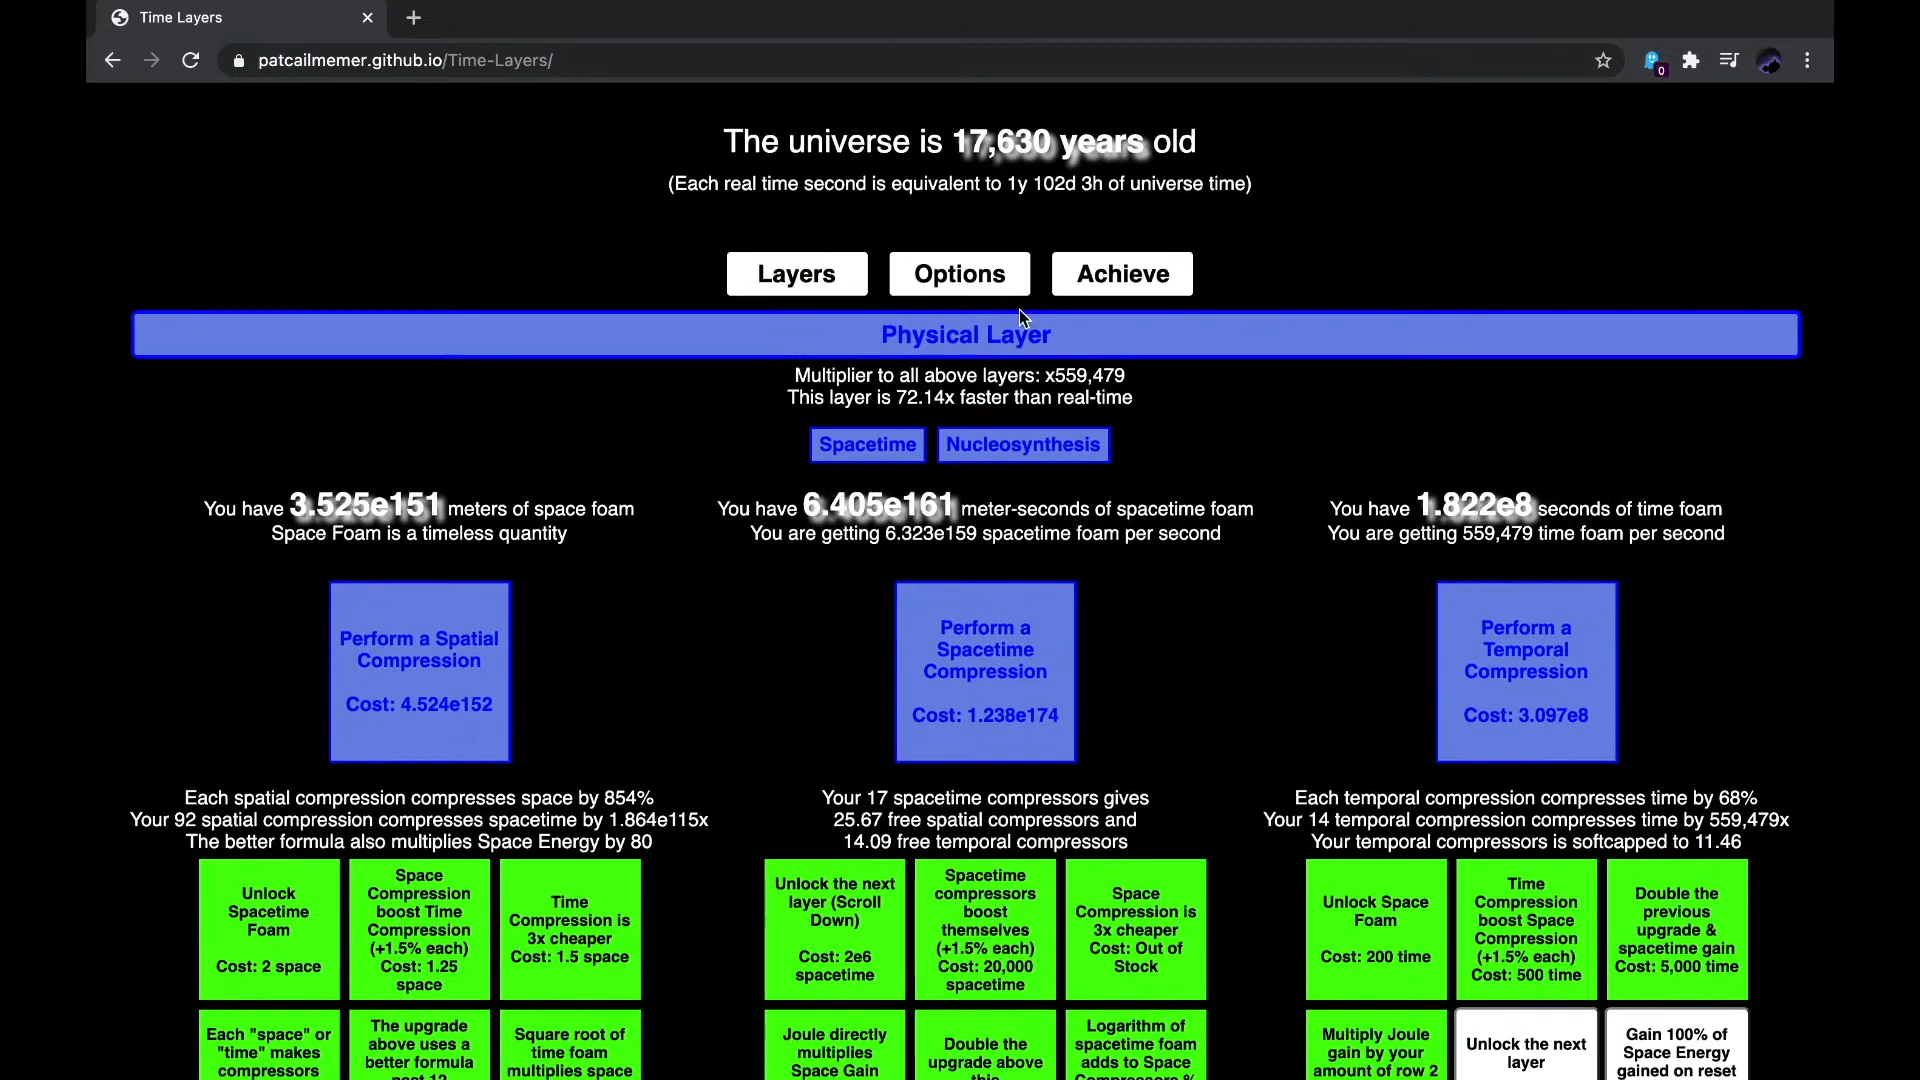 Time Layers
patcailmemer.github.io/Time-Layers/
0
The universe is 17,630 years old
(Each real time second is equivalent to 1y 102d 3h of universe time)
Layers
Options
Achieve
Physical Layer
Multiplier to all above layers: x559,479
This layer is 72.14x faster than real-time
Spacetime
Nucleosynthesis
You have 3.525e151 meters of space foam
Space Foam is a timeless quantity
You have 6.405e161 meter-seconds of spacetime foam
You are getting 6.323e159 spacetime foam per second
You have 1.822e8 seconds of time foam
You are getting 559,479 time foam per second
Perform a Spatial
Compression
Cost: 4.524e152
Perform a
Spacetime
Compression
Cost: 1.238e174
Perform a
Temporal
Compression
Cost: 3.097e8
Each spatial compression compresses space by 854%
Your 92 spatial compression compresses spacetime by 1.864e115x
The better formula also multiplies Space Energy by 80
Your 17 spacetime compressors gives
25.67 free spatial compressors and
14.09 free temporal compressors
Each temporal compression compresses time by 68%
Your 14 temporal compression compresses time by 559,479x
Your temporal compressors is softcapped to 11.46
Unlock
Spacetime
Foam
Cost: 2 space
Space
Compression
boost Time
Compression
(+1.5% each)
Cost: 1.25
space
Time
Compression is
3x cheaper
Cost: 1.5 space
Unlock the next
layer (Scroll
Down)
Cost: 2e6
spacetime
Spacetime
compressors
boost
themselves
(+1.5% each)
Cost: 20,000
spacetime
Space
Compression is
3x cheaper
Cost: Out of
Stock
Unlock Space
Foam
Cost: 200 time
Time
Compression
boost Space
Compression
(+1.5% each)
Cost: 500 time
Double the
previous
upgrade &
spacetime gain
Cost: 5,000 time
Each "space" or
"time" makes
compressors
The upgrade
above uses a
better formula
Square root of
time foam
multiplies space
Joule directly
multiplies
Space Gain
Double the
upgrade above
Logarithm of
spacetime foam
adds to Space
Multiply Joule
gain by your
amount of row 2
Unlock the next
layer
Gain 100% of
Space Energy
gained on reset